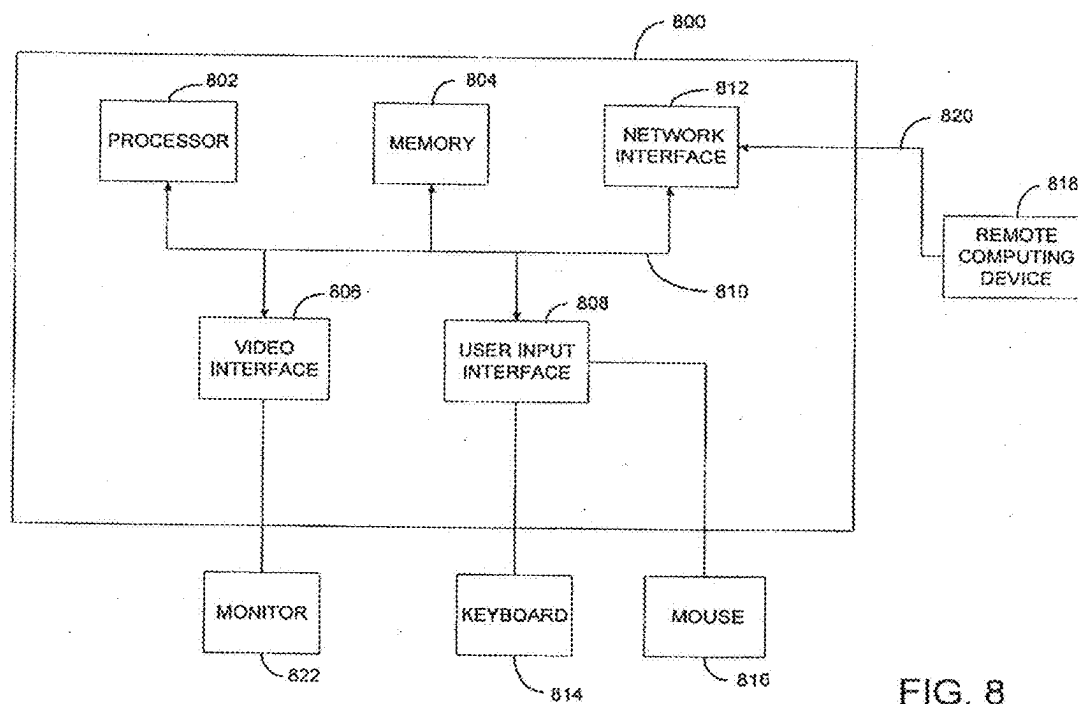 800
802
804
812
PROCESSOR
MEMORY
NETWORK
INTERFACE
820
818
REMOTE
COMPUTING
DEVICE
810
806
808
VIDEO
INTERFACE
USER INPUT
INTERFACE
MONITOR
KEYBOARD
MOUSE
822
814
816
FIG. 8